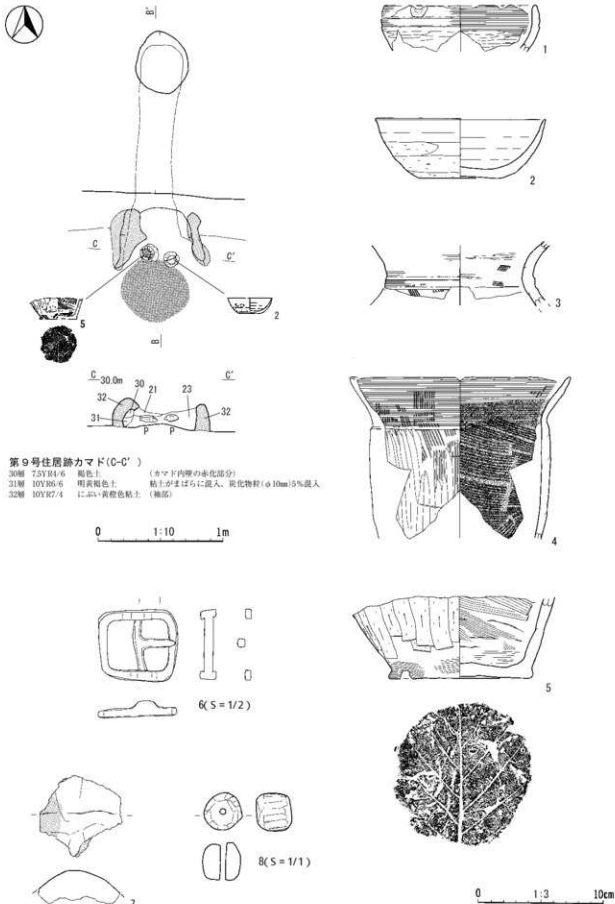 B'
1
2
C
C'
3
5
2
B
C 30.0m
C'
32
30
21
23
31
32
P
P
第9号住居跡カマド(C-C')
30層 7.5YR4/6 褐色土 (カマド内壁の赤化部分)
31層 10YR6/6 明黄褐色土 粘土がまばらに混入、炭化物粒(φ10mm)5%混入
32層 10YR7/4 にぶい黄橙色粘土 (袖部)
0 1:10 1m
4
6(S=1/2)
5
7
8(S=1/1)
0 1:3 10cm